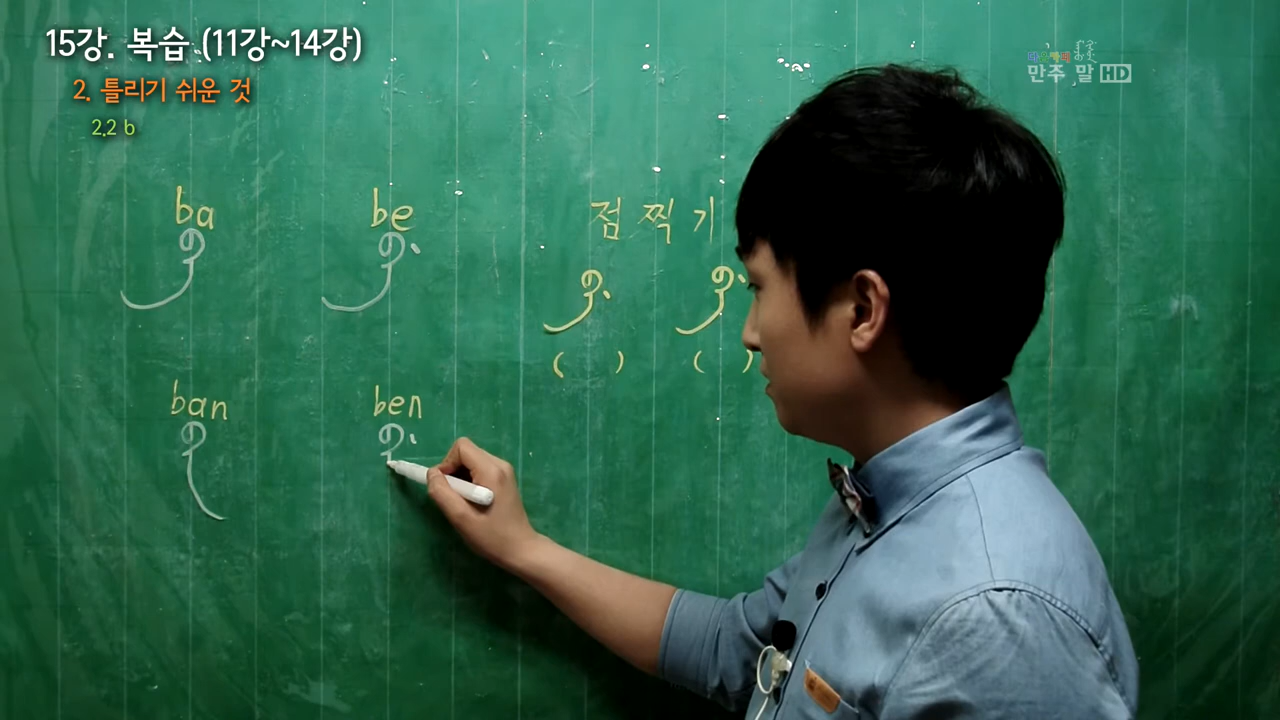 15강. 복습 (11강~14강)
2. 틀리기 쉬운 것
2.2 b
만주 말 HD
ba
be
점 찍기
( )
( )
ban
ben